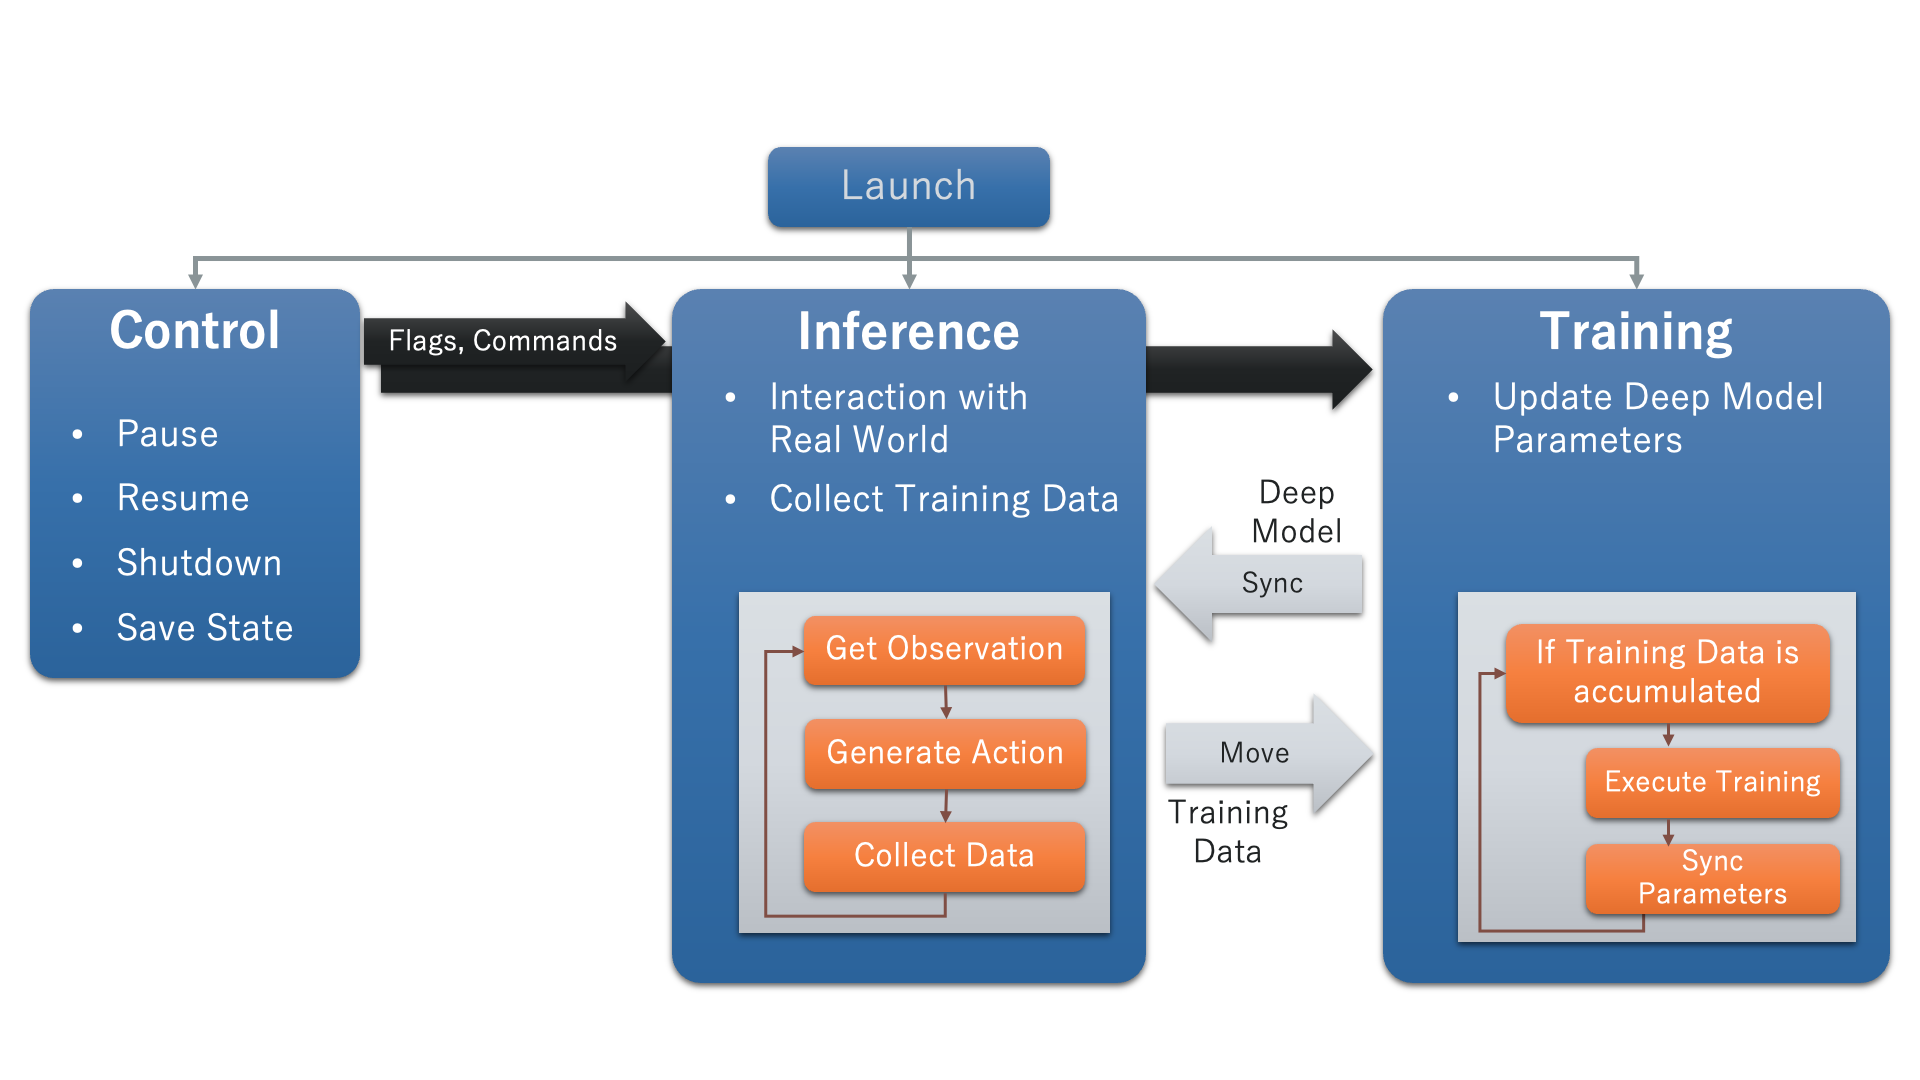 Launch
Control
• Pause
• Resume
• Shutdown
• Save State
Flags, Commands
Inference
• Interaction with
Real World
• Collect Training Data
Get Observation
Generate Action
Collect Data
Deep
Model
Sync
Move
Training
Data
Training
• Update Deep Model
Parameters
If Training Data is
accumulated
Execute Training
Sync
Parameters